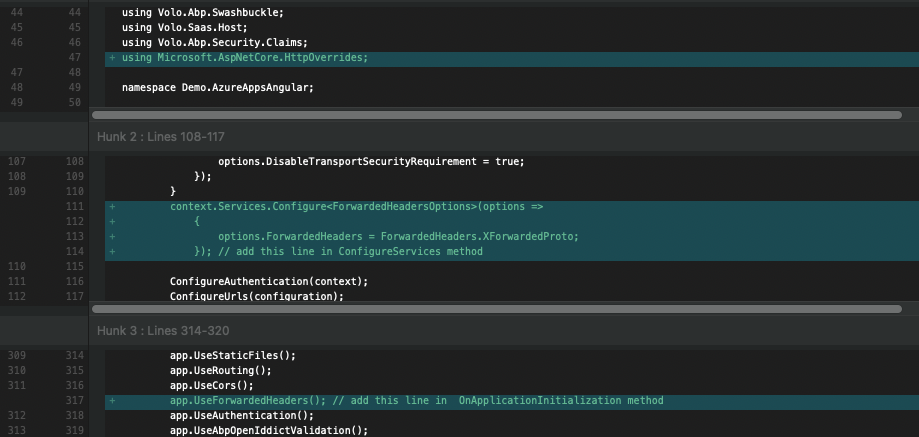 44 44 using Volo.Abp.Swashbuckle;
45 45 using Volo.Saas.Host;
46 46 using Volo.Abp.Security.Claims;
47 + using Microsoft.AspNetCore.HttpOverrides;
47 48
48 49 namespace Demo.AzureAppsAngular;
49 50
Hunk 2 : Lines 108-117
107 108 options.DisableTransportSecurityRequirement = true;
108 109 });
109 110 }
111 + context.Services.Configure<ForwardedHeadersOptions>(options =>
112 + {
113 + options.ForwardedHeaders = ForwardedHeaders.XForwardedProto;
114 + }); // add this line in ConfigureServices method
110 115
111 116 ConfigureAuthentication(context);
112 117 ConfigureUrls(configuration);
Hunk 3 : Lines 314-320
309 314 app.UseStaticFiles();
310 315 app.UseRouting();
311 316 app.UseCors();
317 + app.UseForwardedHeaders(); // add this line in  OnApplicationInitialization method
312 318 app.UseAuthentication();
313 319 app.UseAbpOpenIddictValidation();